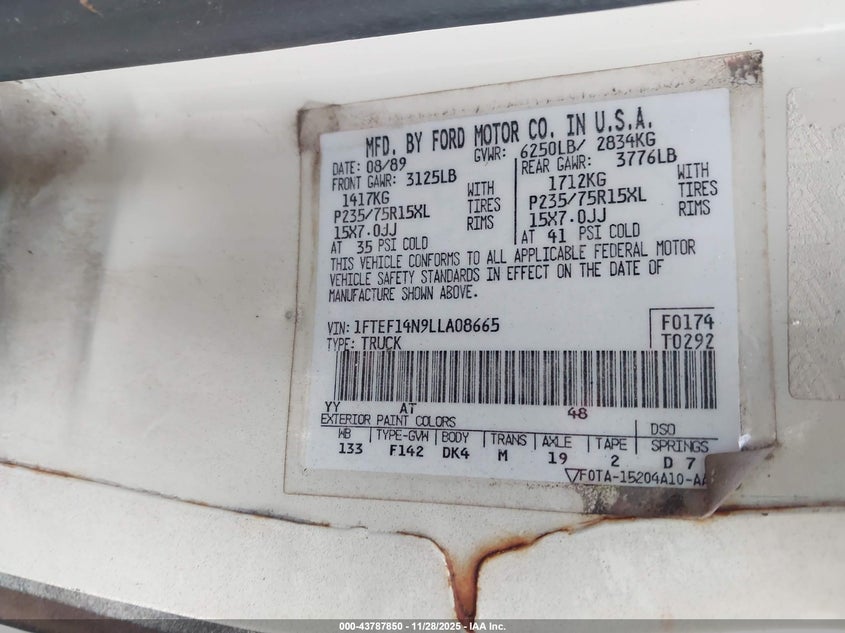 MFD. BY FORD MOTOR CO. IN U.S.A.
DATE: 08/89 GVWR: 6250LB/ 2834KG
FRONT GAWR: 3125LB REAR GAWR: 3776LB
1417KG WITH 1712KG WITH
P235/75R15XL TIRES P235/75R15XL TIRES
15X7.0JJ RIMS 15X7.0JJ RIMS
AT 35 PSI COLD AT 41 PSI COLD
THIS VEHICLE CONFORMS TO ALL APPLICABLE FEDERAL MOTOR
VEHICLE SAFETY STANDARDS IN EFFECT ON THE DATE OF
MANUFACTURE SHOWN ABOVE.
VIN: 1FTEF14N9LLA08665 F0174
TYPE: TRUCK T0292
YY AT 48
EXTERIOR PAINT COLORS DSO
WB TYPE-GVW BODY TRANS AXLE TAPE SPRINGS
133 F142 DK4 M 19 2 D 7
F0TA-15204A10-AA
000-43787850 | 11/28/2025 | IAA Holdings, LLC